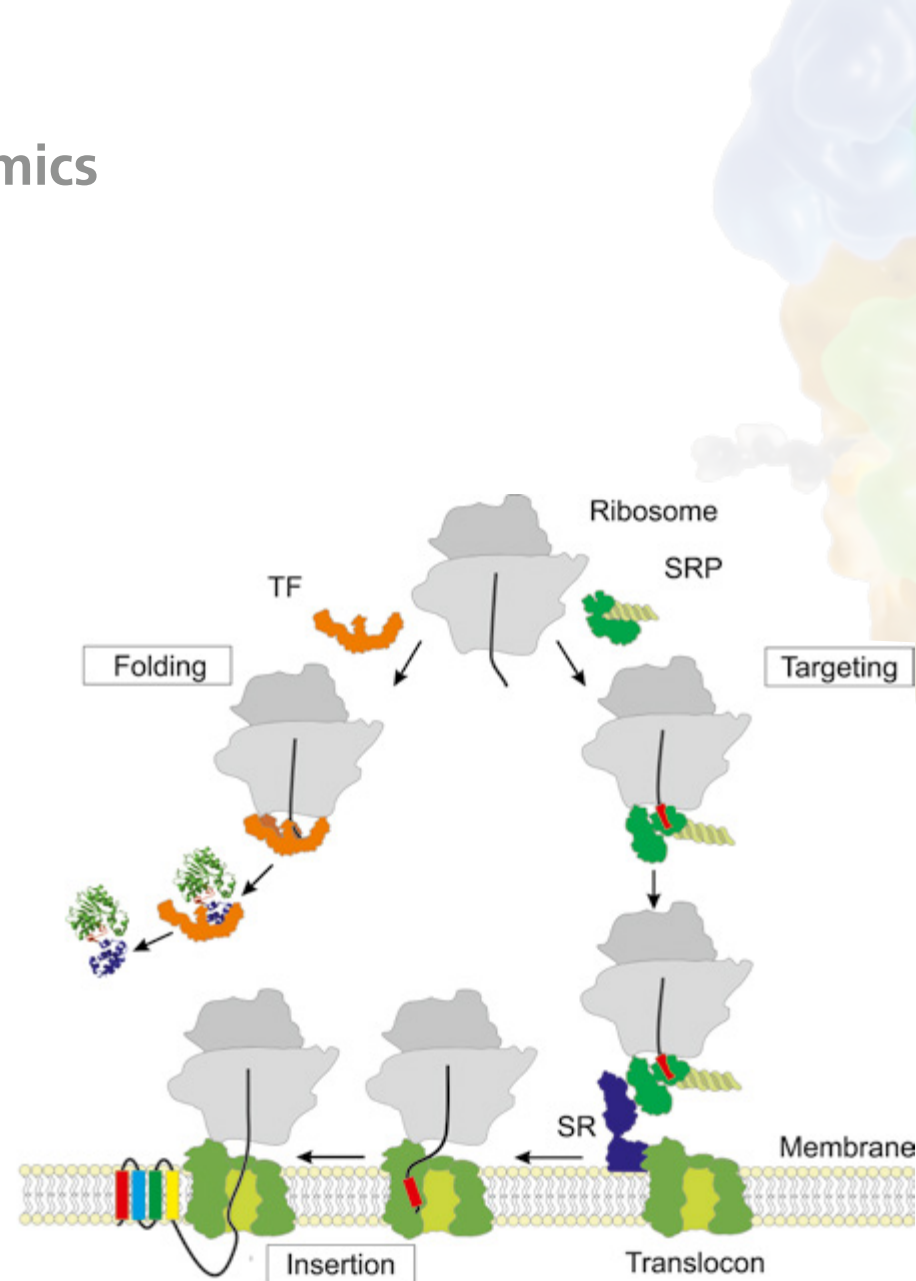 mics
Ribosome
SRP
TF
Folding
Targeting
SR
Membrane
Insertion
Translocon